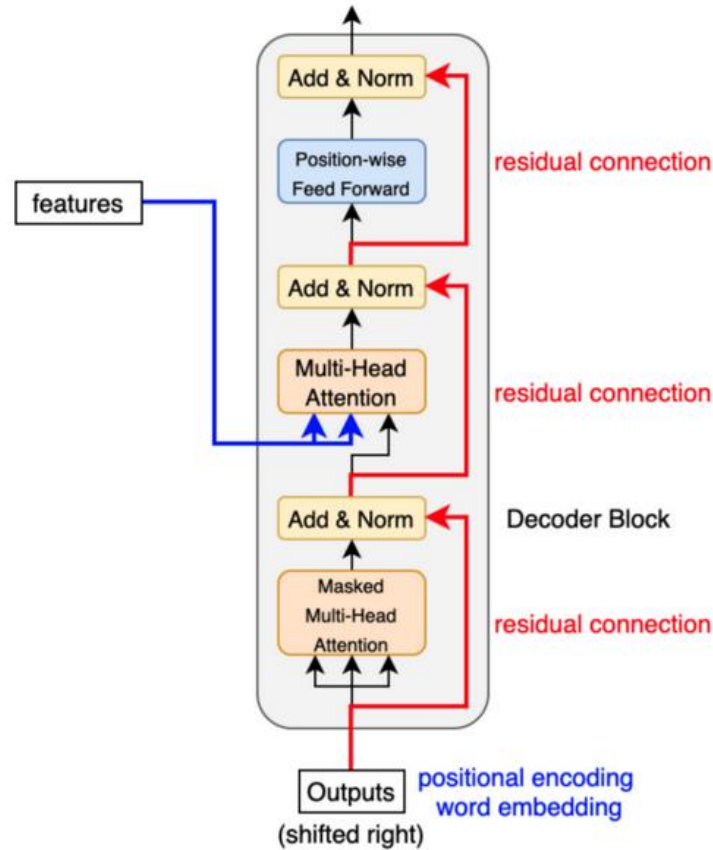 Add & Norm
Position-wise
Feed Forward
residual connection
features
Add & Norm
Multi-Head
Attention
residual connection
Add & Norm
Decoder Block
Masked
Multi-Head
Attention
residual connection
Outputs
(shifted right)
positional encoding
word embedding